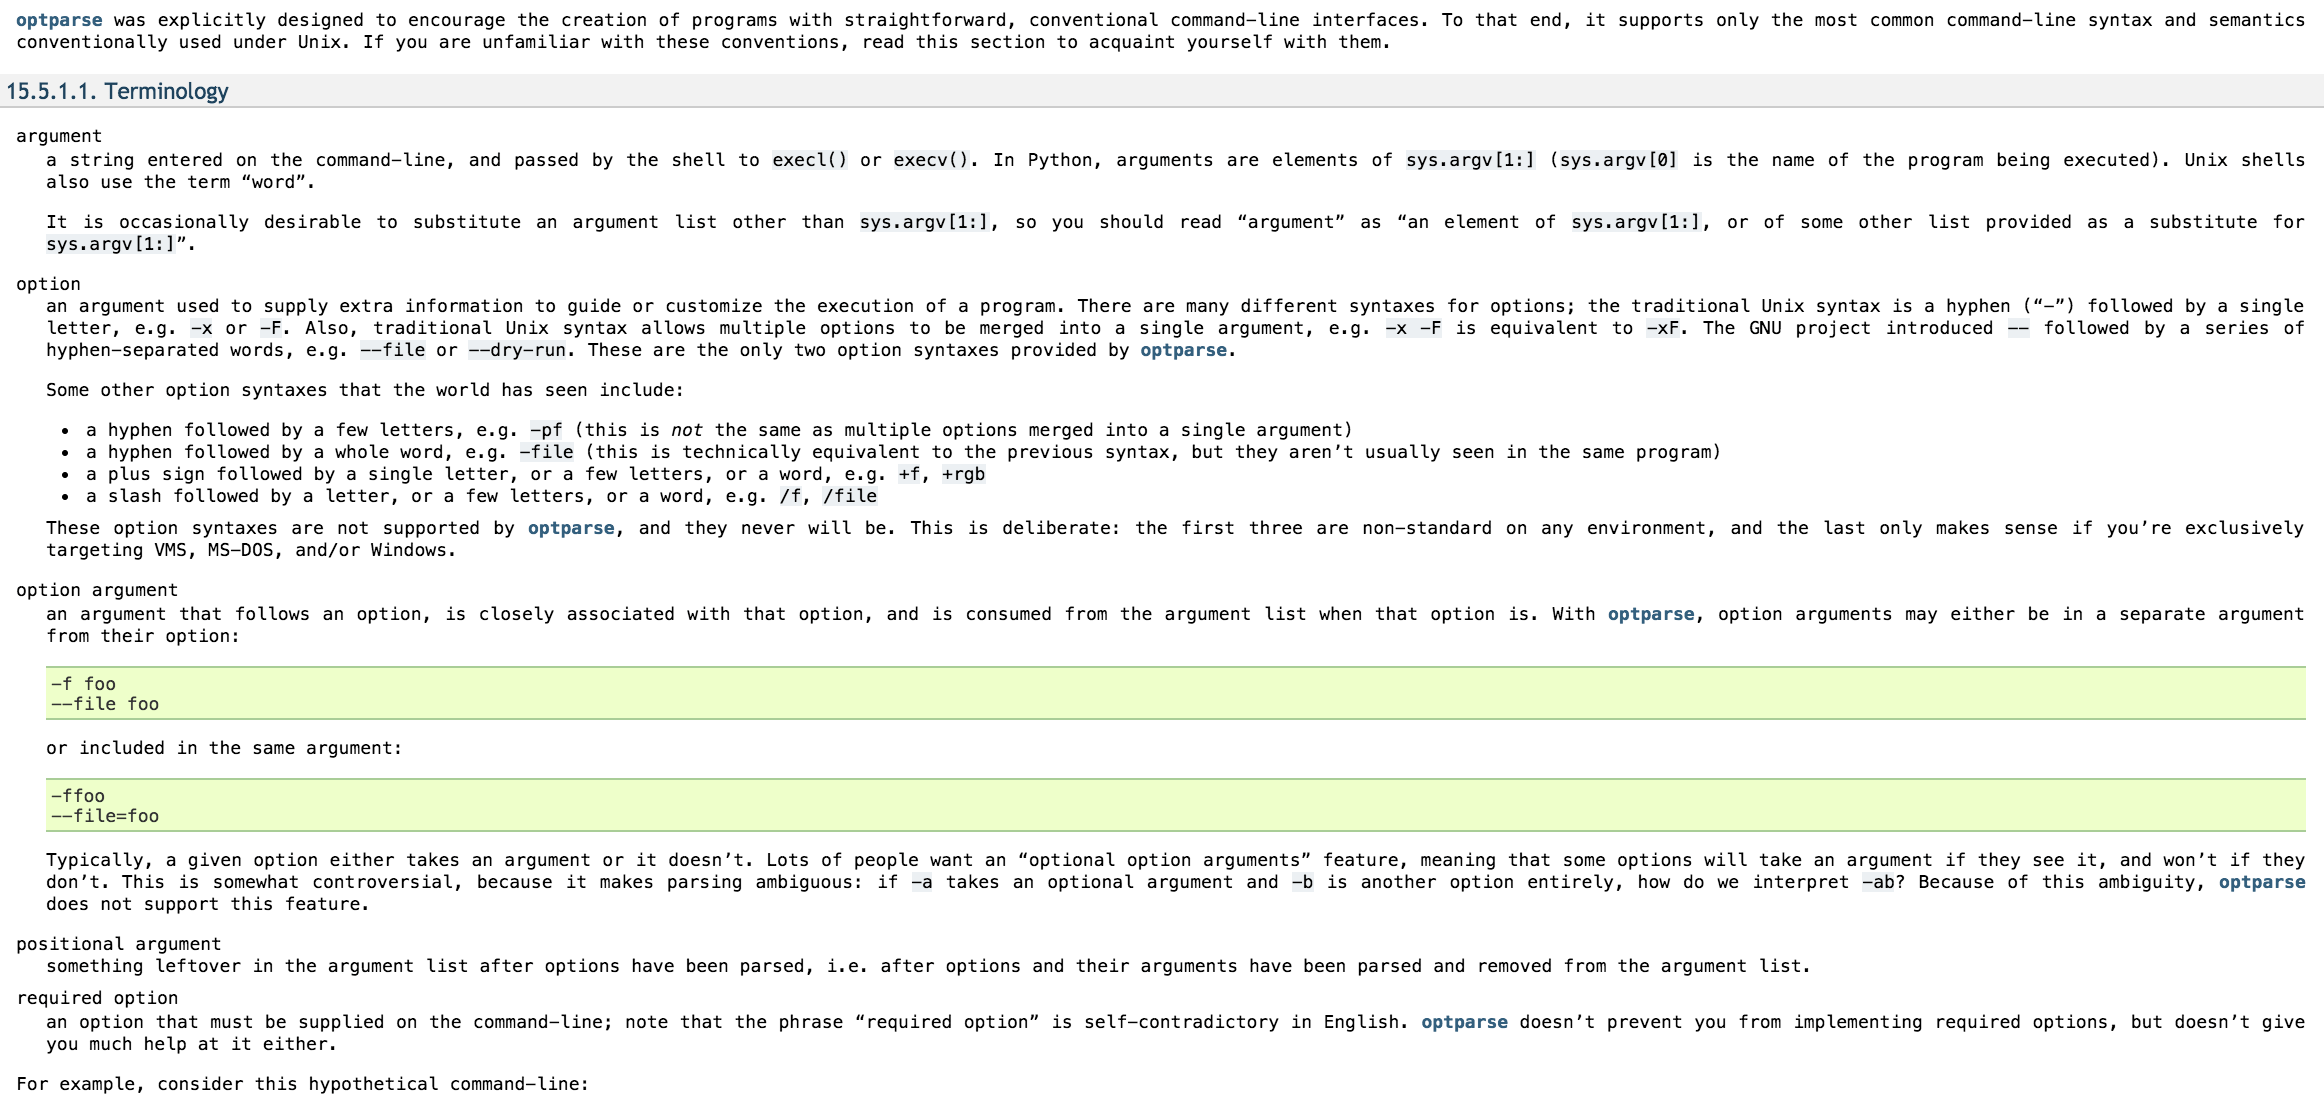 optparse was explicitly designed to encourage the creation of programs with straightforward, conventional command-line interfaces. To that end, it supports only the most common command-line syntax and semantics
conventionally used under Unix. If you are unfamiliar with these conventions, read this section to acquaint yourself with them.
15.5.1.1. Terminology
argument
a string entered on the command-line, and passed by the shell to execl() or execv(). In Python, arguments are elements of sys.argv[1:] (sys.argv[0] is the name of the program being executed). Unix shells
also use the term “word”.
It is occasionally desirable to substitute an argument list other than sys.argv[1:], so you should read “argument” as “an element of sys.argv[1:], or of some other list provided as a substitute for
sys.argv[1:]”.
option
an argument used to supply extra information to guide or customize the execution of a program. There are many different syntaxes for options; the traditional Unix syntax is a hyphen (“-”) followed by a single
letter, e.g. -x or -F. Also, traditional Unix syntax allows multiple options to be merged into a single argument, e.g. -x -F is equivalent to -xF. The GNU project introduced -- followed by a series of
hyphen-separated words, e.g. --file or --dry-run. These are the only two option syntaxes provided by optparse.
Some other option syntaxes that the world has seen include:
• a hyphen followed by a few letters, e.g. -pf (this is not the same as multiple options merged into a single argument)
• a hyphen followed by a whole word, e.g. -file (this is technically equivalent to the previous syntax, but they aren’t usually seen in the same program)
• a plus sign followed by a single letter, or a few letters, or a word, e.g. +f, +rgb
• a slash followed by a letter, or a few letters, or a word, e.g. /f, /file
These option syntaxes are not supported by optparse, and they never will be. This is deliberate: the first three are non-standard on any environment, and the last only makes sense if you’re exclusively
targeting VMS, MS-DOS, and/or Windows.
option argument
an argument that follows an option, is closely associated with that option, and is consumed from the argument list when that option is. With optparse, option arguments may either be in a separate argument
from their option:
-f foo
--file foo
or included in the same argument:
-ffoo
--file=foo
Typically, a given option either takes an argument or it doesn’t. Lots of people want an “optional option arguments” feature, meaning that some options will take an argument if they see it, and won’t if they
don’t. This is somewhat controversial, because it makes parsing ambiguous: if -a takes an optional argument and -b is another option entirely, how do we interpret -ab? Because of this ambiguity, optparse
does not support this feature.
positional argument
something leftover in the argument list after options have been parsed, i.e. after options and their arguments have been parsed and removed from the argument list.
required option
an option that must be supplied on the command-line; note that the phrase “required option” is self-contradictory in English. optparse doesn’t prevent you from implementing required options, but doesn’t give
you much help at it either.
For example, consider this hypothetical command-line: